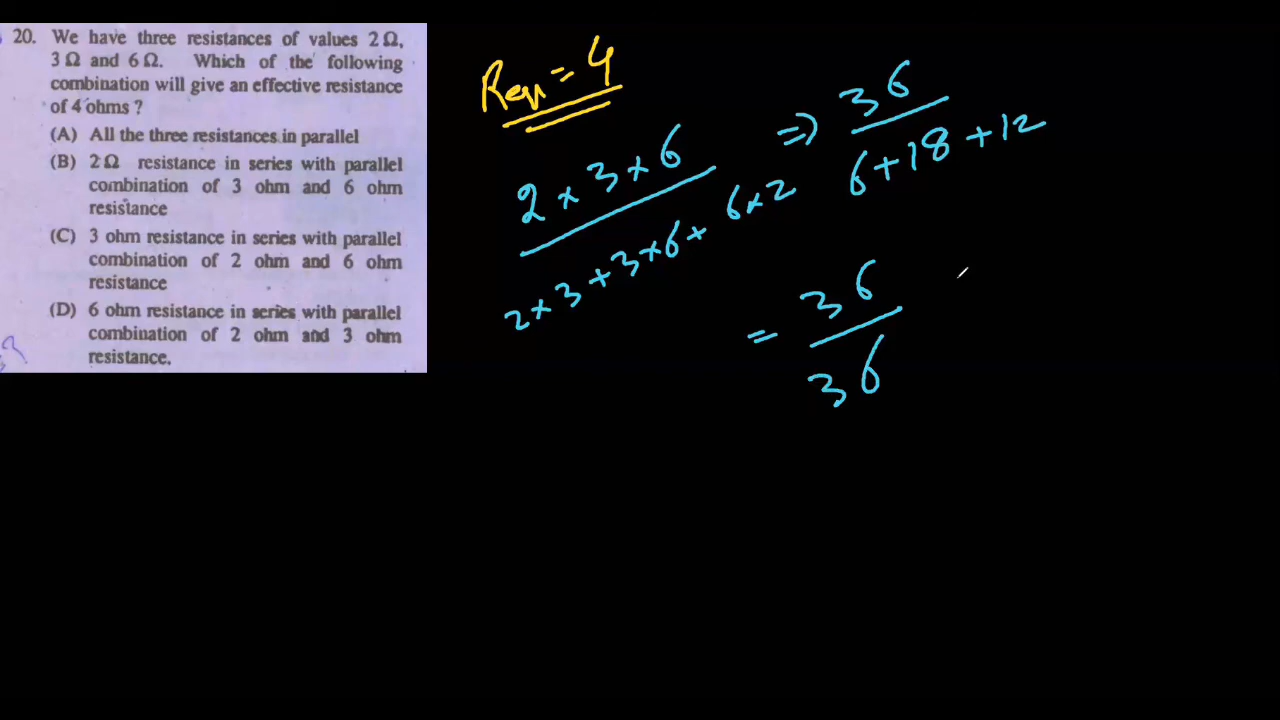 20. We have three resistances of values 2 Ω,
3 Ω and 6 Ω. Which of the following
combination will give an effective resistance
of 4 ohms ?
(A) All the three resistances in parallel
(B) 2 Ω resistance in series with parallel
combination of 3 ohm and 6 ohm
resistance
(C) 3 ohm resistance in series with parallel
combination of 2 ohm and 6 ohm
resistance
(D) 6 ohm resistance in series with parallel
combination of 2 ohm and 3 ohm
resistance.
Req = 4
2 × 3 × 6
2 × 3 + 3 × 6 + 6 × 2
=> 36
6 + 18 + 12
= 36
36